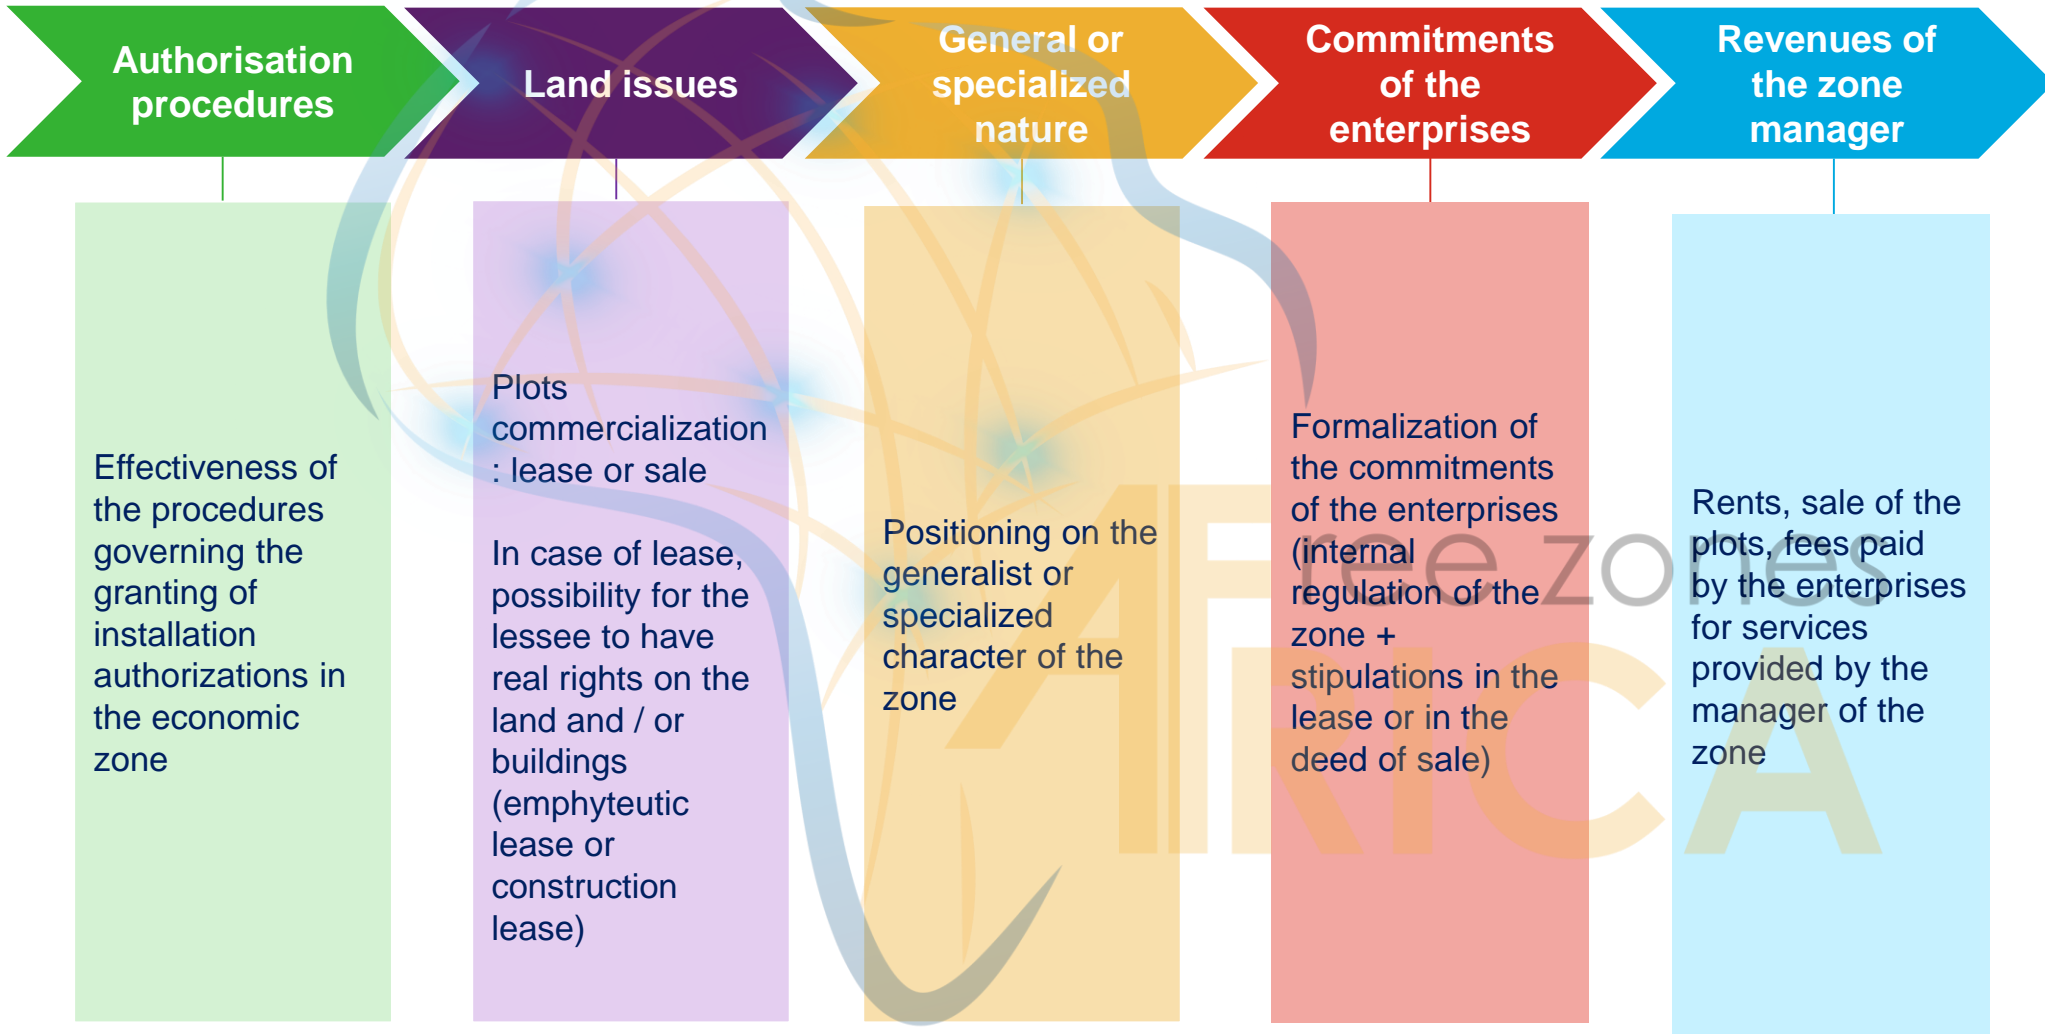 Authorisation
procedures
Land issues
General or
specialized
nature
Commitments
of the
enterprises
Revenues of
the zone
manager
Effectiveness of
the procedures
governing the
granting of
installation
authorizations in
the economic
zone
Plots
commercialization
: lease or sale
In case of lease,
possibility for the
lessee to have
real rights on the
land and / or
buildings
(emphyteutic
lease or
construction
lease)
Positioning on the
generalist or
specialized
character of the
zone
Formalization of
the commitments
of the enterprises
(internal
regulation of the
zone +
stipulations in the
lease or in the
deed of sale)
Rents, sale of the
plots, fees paid
by the enterprises
for services
provided by the
manager of the
zone
Free zones
AFRICA